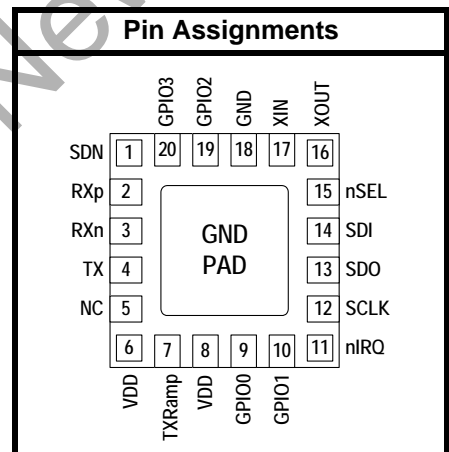 Pin Assignments
GPIO3 GPIO2 GND XIN XOUT
SDN 1 20 19 18 17 16
RXp 2 15 nSEL
RXn 3 14 SDI
GND
PAD
TX 4 13 SDO
NC 5 12 SCLK
6 7 8 9 10 11 nIRQ
VDD TXRamp VDD GPIO0 GPIO1